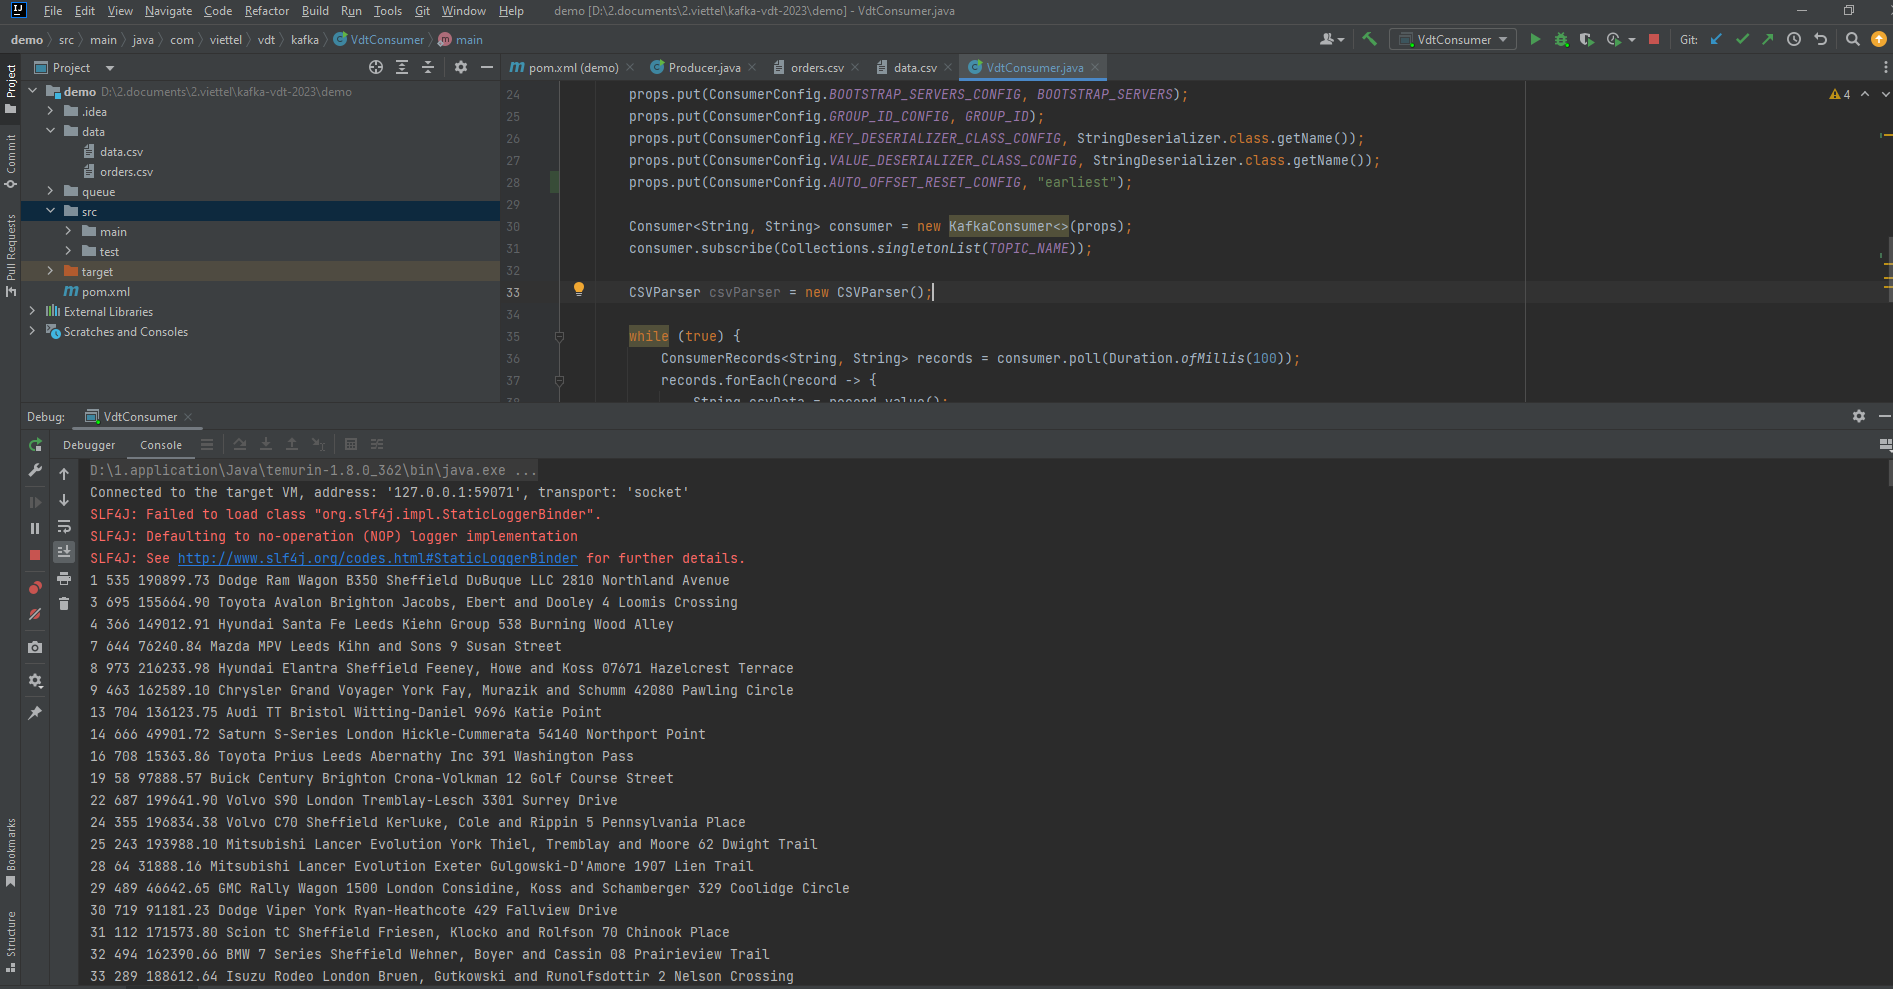 File Edit View Navigate Code Refactor Build Run Tools Git Window Help demo [D:\2.documents\2.viettel\kafka-vdt-2023\demo] - VdtConsumer.java
demo src main java com viettel vdt kafka VdtConsumer main
VdtConsumer Git:
Project
pom.xml (demo) Producer.java orders.csv data.csv VdtConsumer.java
demo D:\2.documents\2.viettel\kafka-vdt-2023\demo
.idea
data
data.csv
orders.csv
queue
src
main
test
target
pom.xml
External Libraries
Scratches and Consoles
Project
Commit
Pull Requests
Bookmarks
Structure
24 props.put(ConsumerConfig.BOOTSTRAP_SERVERS_CONFIG, BOOTSTRAP_SERVERS);
25 props.put(ConsumerConfig.GROUP_ID_CONFIG, GROUP_ID);
26 props.put(ConsumerConfig.KEY_DESERIALIZER_CLASS_CONFIG, StringDeserializer.class.getName());
27 props.put(ConsumerConfig.VALUE_DESERIALIZER_CLASS_CONFIG, StringDeserializer.class.getName());
28 props.put(ConsumerConfig.AUTO_OFFSET_RESET_CONFIG, "earliest");
29
30 Consumer<String, String> consumer = new KafkaConsumer<>(props);
31 consumer.subscribe(Collections.singletonList(TOPIC_NAME));
32
33 CSVParser csvParser = new CSVParser();
34
35 while (true) {
36 ConsumerRecords<String, String> records = consumer.poll(Duration.ofMillis(100));
37 records.forEach(record -> {
38 String csvData = record.value();
4
Debug: VdtConsumer
Debugger Console
D:\1.application\Java\temurin-1.8.0_362\bin\java.exe ...
Connected to the target VM, address: '127.0.0.1:59071', transport: 'socket'
SLF4J: Failed to load class "org.slf4j.impl.StaticLoggerBinder".
SLF4J: Defaulting to no-operation (NOP) logger implementation
SLF4J: See http://www.slf4j.org/codes.html#StaticLoggerBinder for further details.
1 535 190899.73 Dodge Ram Wagon B350 Sheffield DuBuque LLC 2810 Northland Avenue
3 695 155664.90 Toyota Avalon Brighton Jacobs, Ebert and Dooley 4 Loomis Crossing
4 366 149012.91 Hyundai Santa Fe Leeds Kiehn Group 538 Burning Wood Alley
7 644 76240.84 Mazda MPV Leeds Kihn and Sons 9 Susan Street
8 973 216233.98 Hyundai Elantra Sheffield Feeney, Howe and Koss 07671 Hazelcrest Terrace
9 463 162589.10 Chrysler Grand Voyager York Fay, Murazik and Schumm 42080 Pawling Circle
13 704 136123.75 Audi TT Bristol Witting-Daniel 9696 Katie Point
14 666 49901.72 Saturn S-Series London Hickle-Cummerata 54140 Northport Point
16 708 15363.86 Toyota Prius Leeds Abernathy Inc 391 Washington Pass
19 58 97888.57 Buick Century Brighton Crona-Volkman 12 Golf Course Street
22 687 199641.90 Volvo S90 London Tremblay-Lesch 3301 Surrey Drive
24 355 196834.38 Volvo C70 Sheffield Kerluke, Cole and Rippin 5 Pennsylvania Place
25 243 193988.10 Mitsubishi Lancer Evolution York Thiel, Tremblay and Moore 62 Dwight Trail
28 64 31888.16 Mitsubishi Lancer Evolution Exeter Gulgowski-D'Amore 1907 Lien Trail
29 489 46642.65 GMC Rally Wagon 1500 London Considine, Koss and Schamberger 329 Coolidge Circle
30 719 91181.23 Dodge Viper York Ryan-Heathcote 429 Fallview Drive
31 112 171573.80 Scion tC Sheffield Friesen, Klocko and Rolfson 70 Chinook Place
32 494 162390.66 BMW 7 Series Sheffield Wehner, Boyer and Cassin 08 Prairieview Trail
33 289 188612.64 Isuzu Rodeo London Bruen, Gutkowski and Runolfsdottir 2 Nelson Crossing